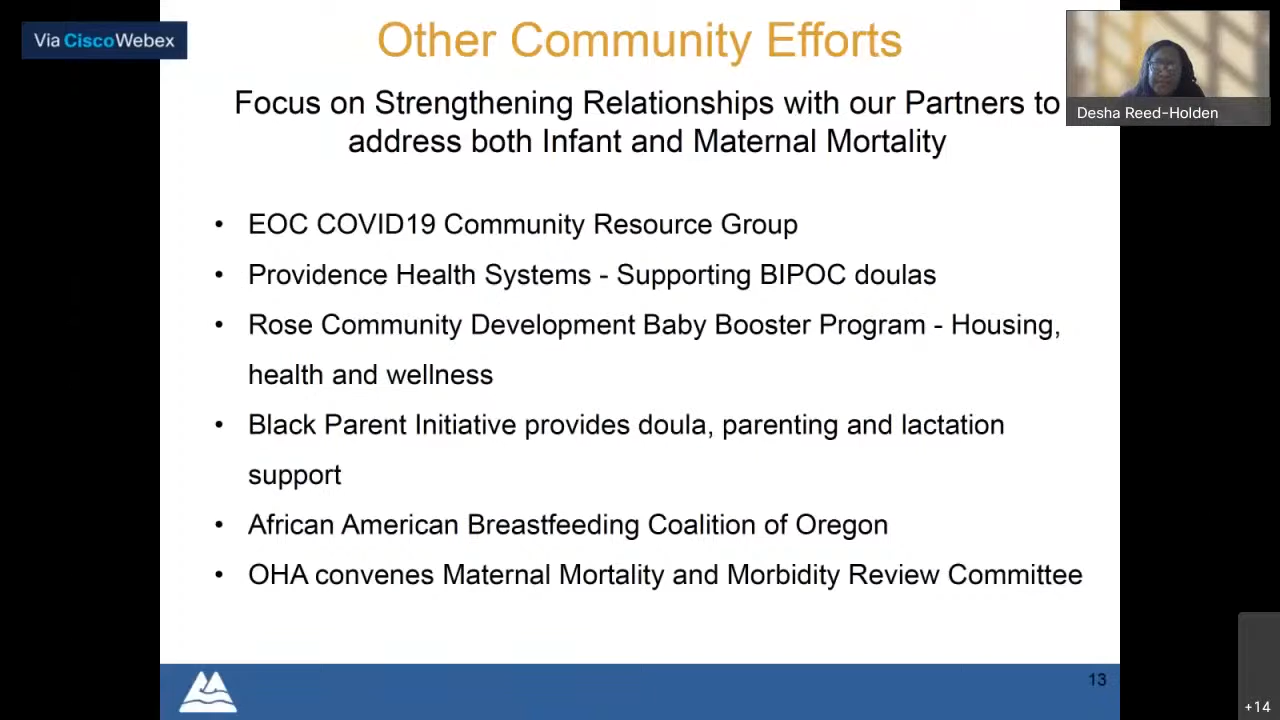 Via CiscoWebex
Other Community Efforts
Desha Reed-Holden
Focus on Strengthening Relationships with our Partners to
address both Infant and Maternal Mortality
• EOC COVID19 Community Resource Group
• Providence Health Systems - Supporting BIPOC doulas
• Rose Community Development Baby Booster Program - Housing,
health and wellness
• Black Parent Initiative provides doula, parenting and lactation
support
• African American Breastfeeding Coalition of Oregon
• OHA convenes Maternal Mortality and Morbidity Review Committee
13
+14